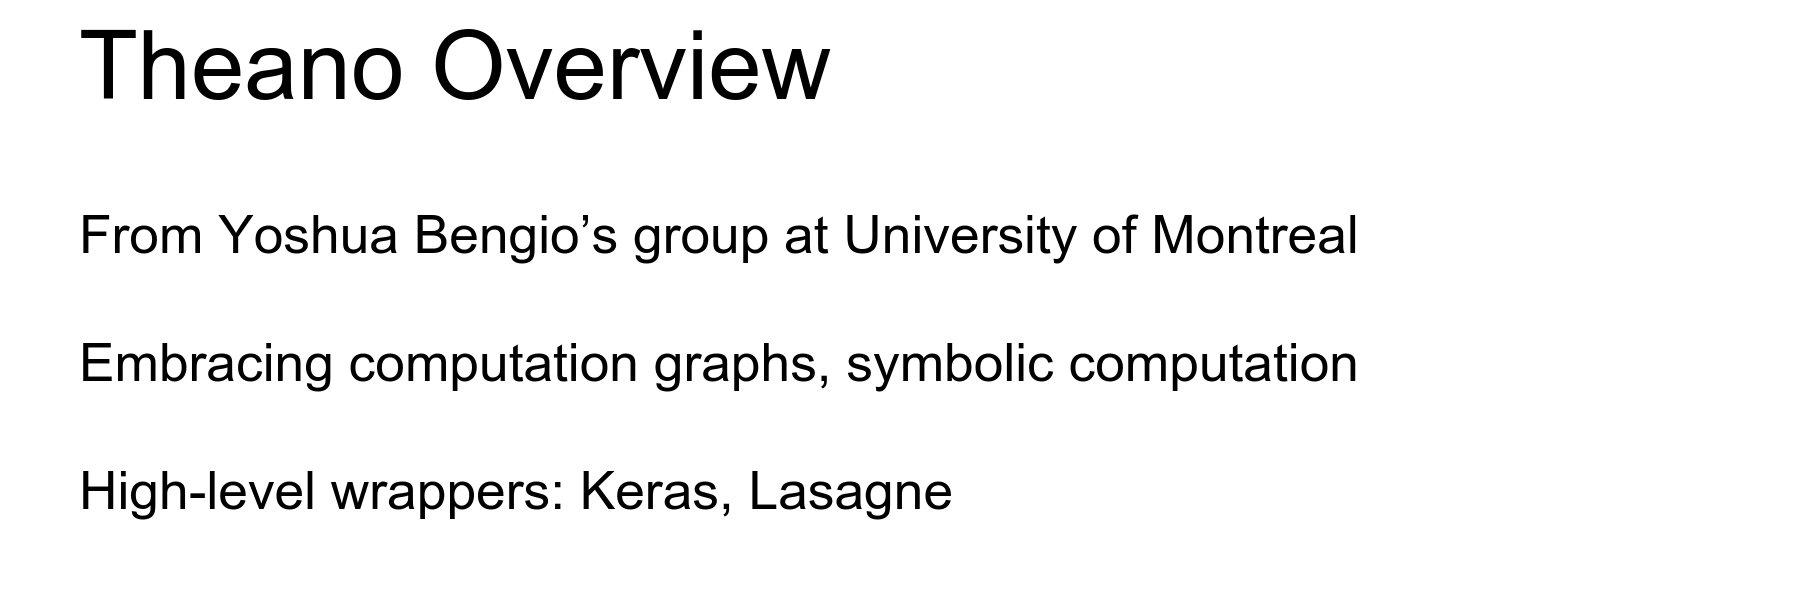 Theano Overview
From Yoshua Bengio’s group at University of Montreal
Embracing computation graphs, symbolic computation
High-level wrappers: Keras, Lasagne